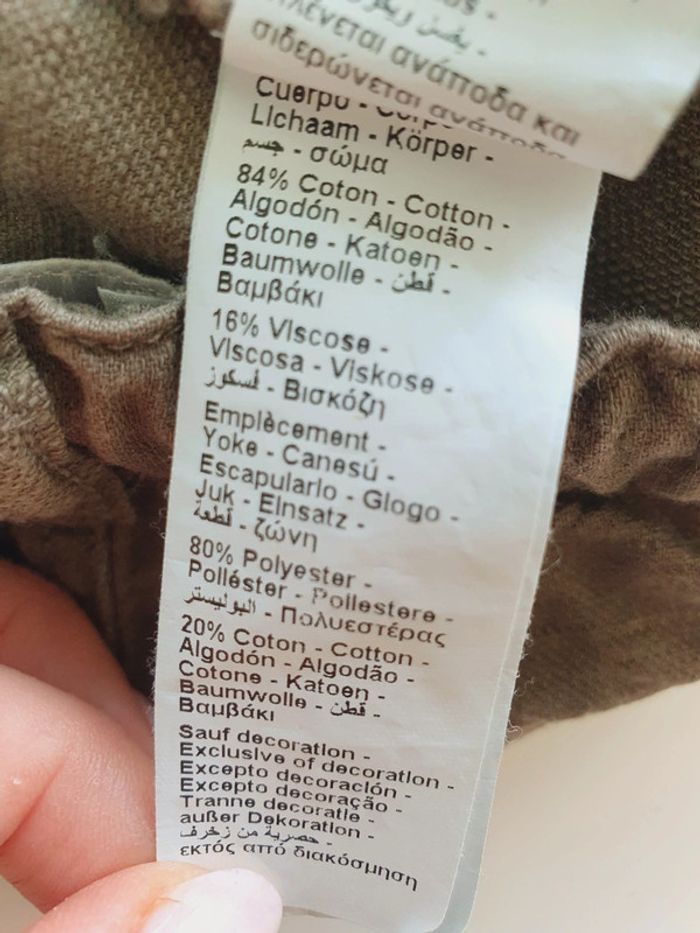 يغسل
πλένεται ανάποδα και
σιδερώνεται ανάποδα
Cuerpo -
Lichaam - Körper -
جسم - σώμα
84% Coton - Cotton -
Algodón - Algodão -
Cotone - Katoen -
Baumwolle - قطن -
Βαμβάκι
16% Viscose -
Viscosa - Viskose -
فسكوز - Βισκόζη
Emplècement -
Yoke - Canesú -
Escapulario - Glogo -
Juk - Einsatz -
قطعة - ζώνη
80% Polyester -
Poliéster - Poliestere -
البوليستر - Πολυεστέρας
20% Coton - Cotton -
Algodón - Algodão -
Cotone - Katoen -
Baumwolle - قطن -
Βαμβάκι
Sauf decoration -
Exclusive of decoration -
Excepto decoración -
Excepto decoração -
Tranne decoratie -
außer Dekoration -
حصرية من زخرف -
εκτός από διακόσμηση